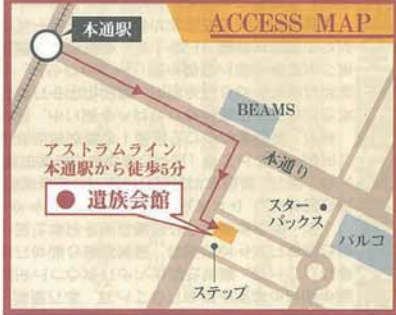 ACCESS MAP
本通駅
BEAMS
アストラムライン
本通駅から徒歩5分
本通り
● 遺族会館
スター
バックス
パルコ
ステップ